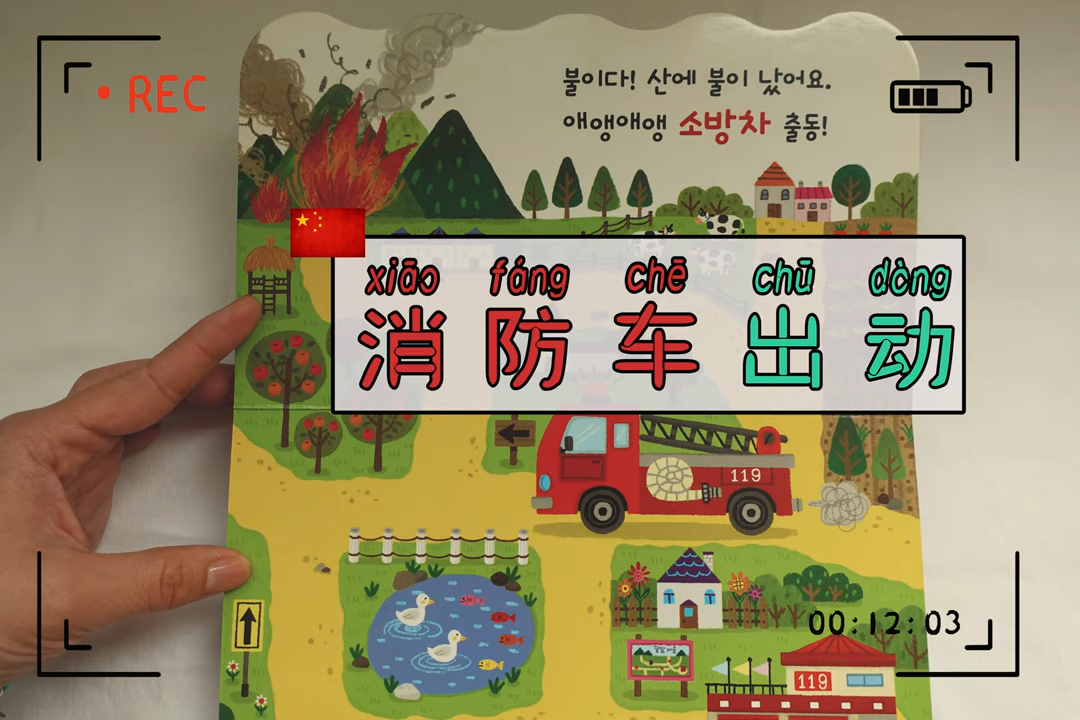 REC
불이다! 산에 불이 났어요.
애앵애앵 소방차 출동!
xiāo fáng chē chū dòng
消防车出动
119
00:12:03
119